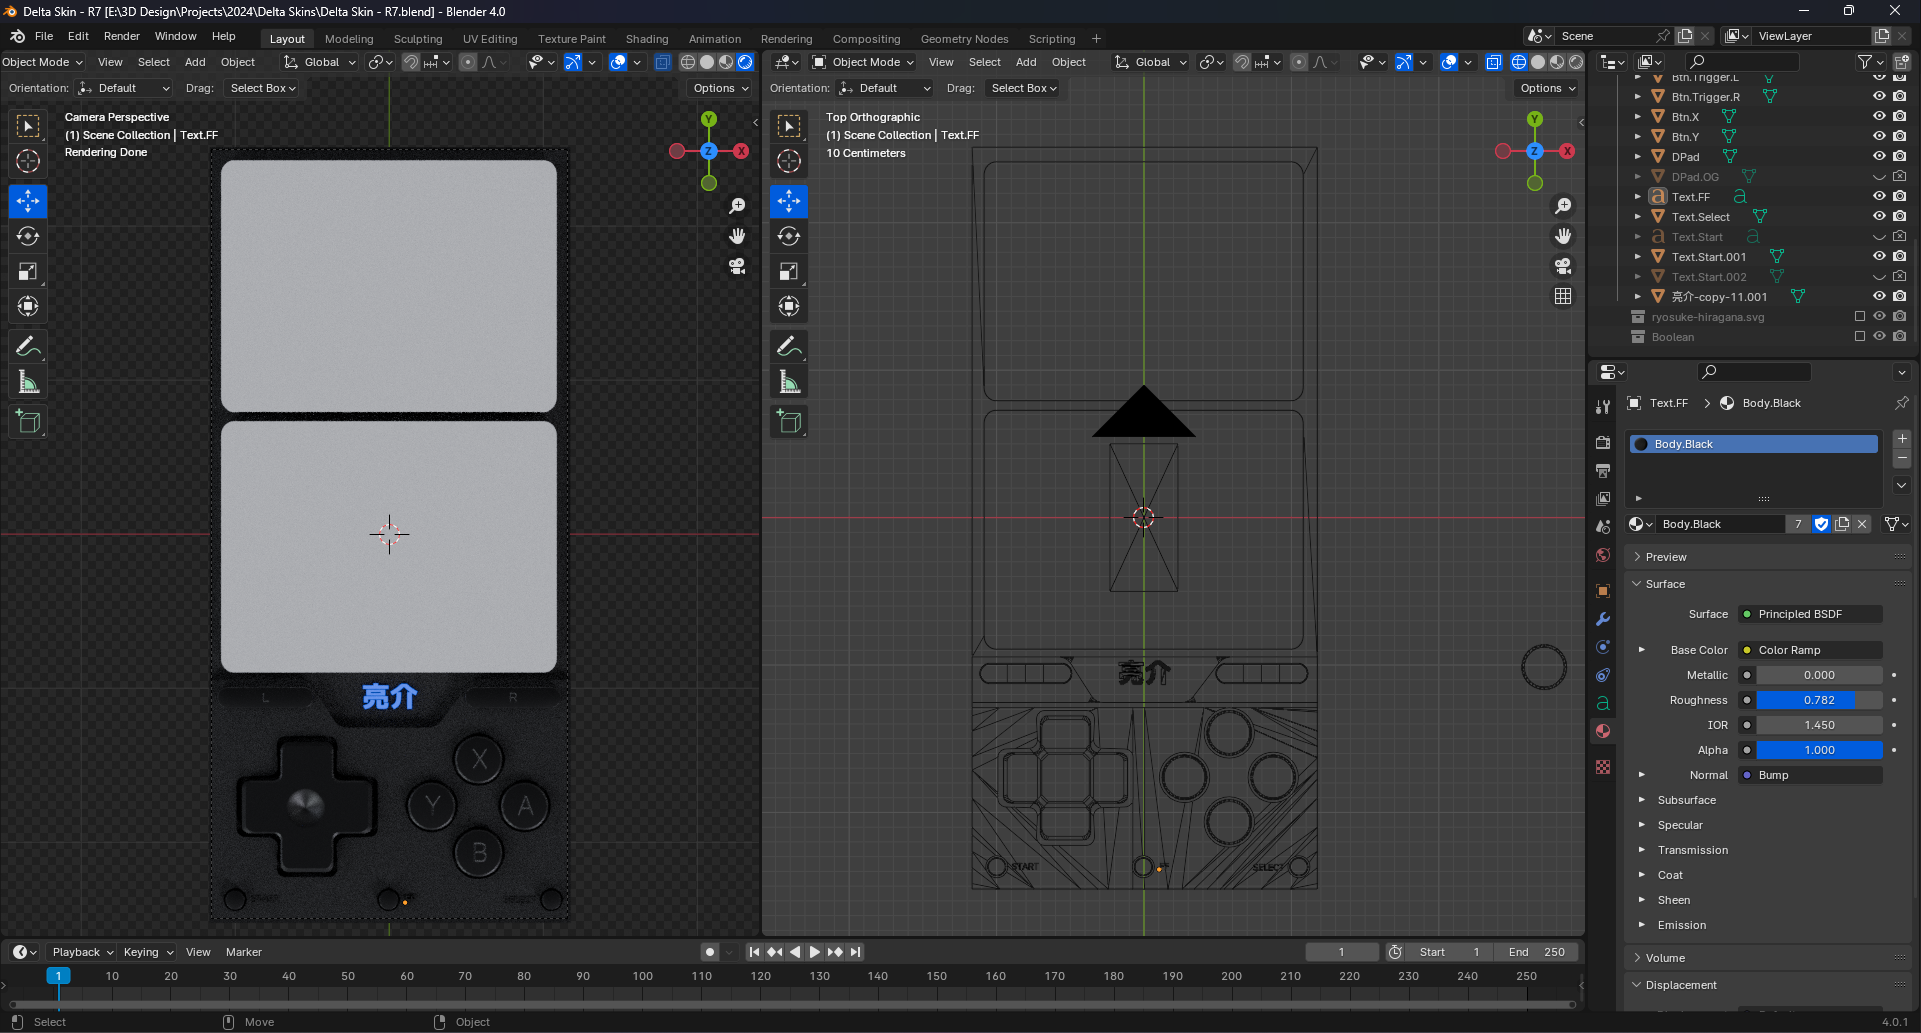 Delta Skin - R7 [E:\3D Design\Projects\2024\Delta Skins\Delta Skin - R7.blend] - Blender 4.0
File Edit Render Window Help
Layout Modeling Sculpting UV Editing Texture Paint Shading Animation Rendering Compositing Geometry Nodes Scripting +
Scene
ViewLayer
Object Mode View Select Add Object Global
Object Mode View Select Add Object Global
Orientation: Default Drag: Select Box Options
Orientation: Default Drag: Select Box Options
Camera Perspective
(1) Scene Collection | Text.FF
Rendering Done
Top Orthographic
(1) Scene Collection | Text.FF
10 Centimeters
Y
X
Z
Y
X
Z
L
亮介
R
X
Y
A
B
亮介
START
FF
SELECT
Btn.Trigger.L
Btn.Trigger.R
Btn.X
Btn.Y
DPad
DPad.OG
Text.FF
Text.Select
Text.Start
Text.Start.001
Text.Start.002
亮介-copy-11.001
ryosuke-hiragana.svg
Boolean
Text.FF > Body.Black
Body.Black
Body.Black 7
Preview
Surface
Surface Principled BSDF
Base Color Color Ramp
Metallic 0.000
Roughness 0.782
IOR 1.450
Alpha 1.000
Normal Bump
Subsurface
Specular
Transmission
Coat
Sheen
Emission
Volume
Displacement
Playback Keying View Marker
1 Start 1 End 250
1 10 20 30 40 50 60 70 80 90 100 110 120 130 140 150 160 170 180 190 200 210 220 230 240 250
Select Move Object
4.0.1